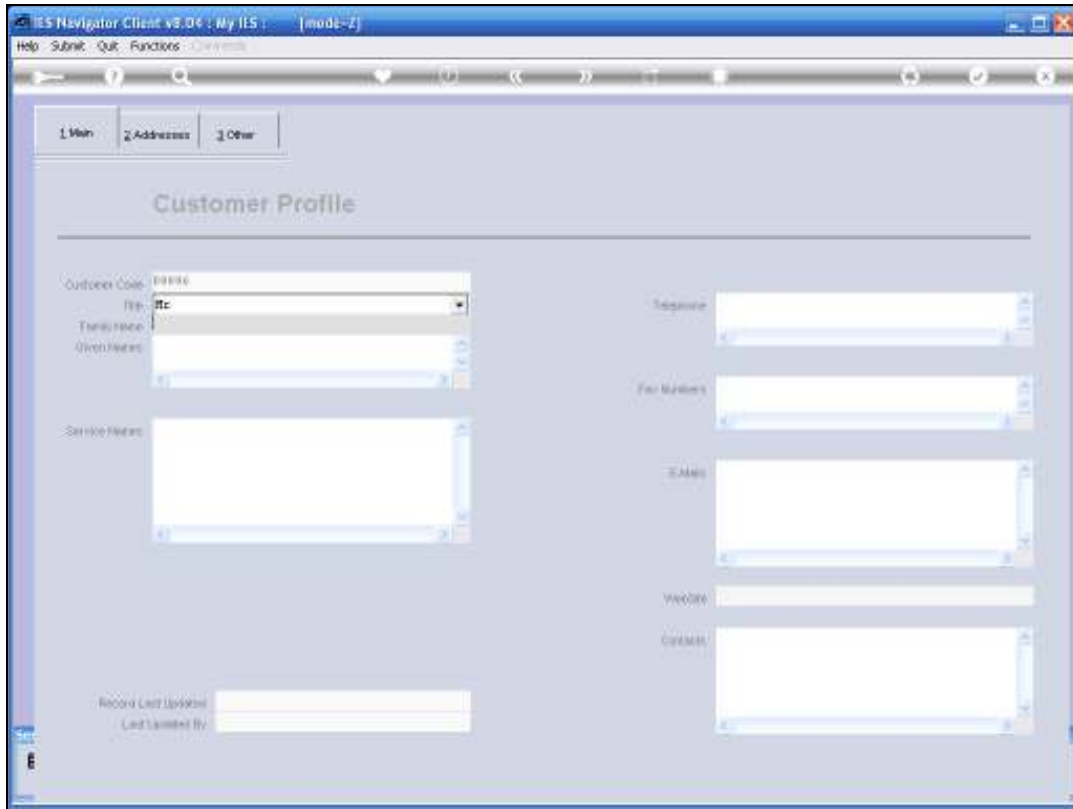 IES Navigator Client v8.04 : My IES : [mode-Z]
Help Submit Quit Functions Commands
1 Main 2 Addresses 3 Other
Customer Profile
Customer Code
Title Mr
Family Name
Given Names
Service Names
Telephone
Fax Numbers
E.Mails
WebSite
Contacts
Record Last Updated
Last Updated By